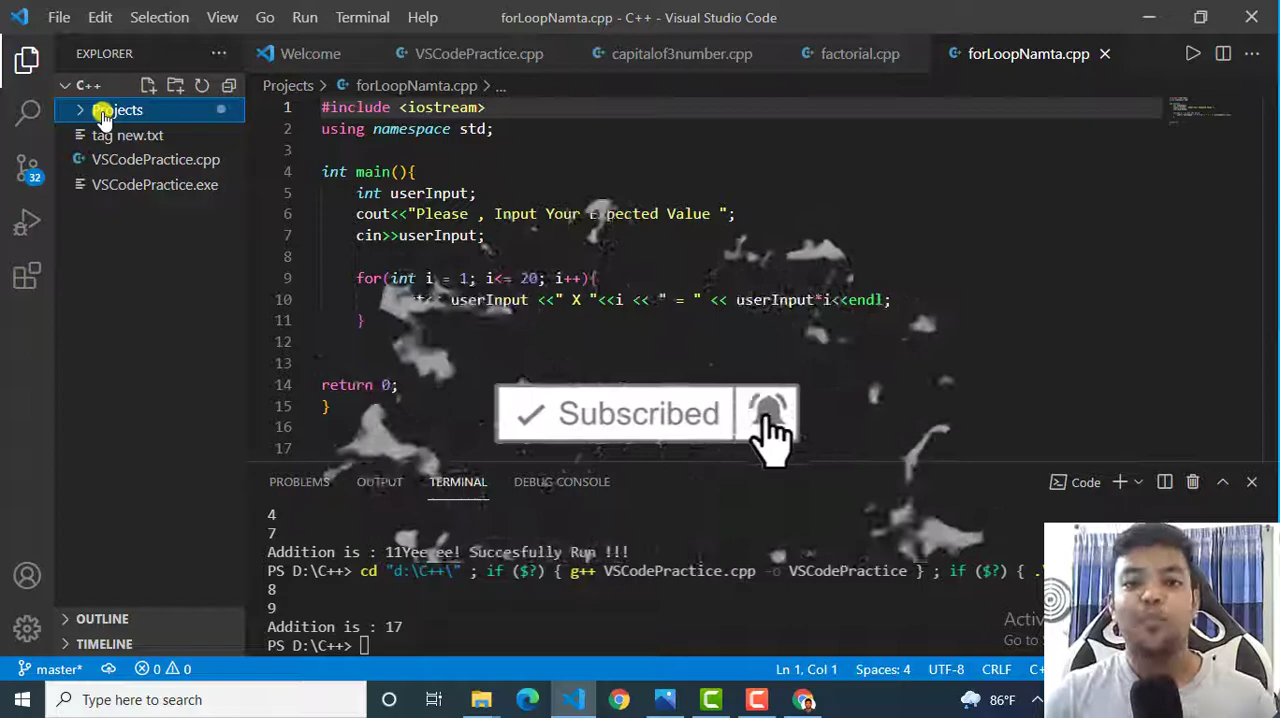 File Edit Selection View Go Run Terminal Help
forLoopNamta.cpp - C++ - Visual Studio Code
EXPLORER
C++
Projects
tag new.txt
VSCodePractice.cpp
VSCodePractice.exe
OUTLINE
TIMELINE
32
Welcome VSCodePractice.cpp capitalof3number.cpp factorial.cpp forLoopNamta.cpp
Projects > forLoopNamta.cpp > ...
1 #include <iostream>
2 using namespace std;
3
4 int main(){
5 int userInput;
6 cout<<"Please , Input Your Expected Value ";
7 cin>>userInput;
8
9 for(int i = 1; i<= 20; i++){
10 userInput <<" X "<<i << " = " << userInput*i<<endl;
11 }
12
13
14 return 0;
15 }
16
17
Subscribed
PROBLEMS OUTPUT TERMINAL DEBUG CONSOLE
Code
4
7
Addition is : 11Yeeeee! Succesfully Run !!!
PS D:\C++> cd "d:\C++\" ; if ($?) { g++ VSCodePractice.cpp -o VSCodePractice } ; if ($?) { .
8
9
Addition is : 17
PS D:\C++>
Go to
master* 0 0 Ln 1, Col 1 Spaces: 4 UTF-8 CRLF
Type here to search
86°F